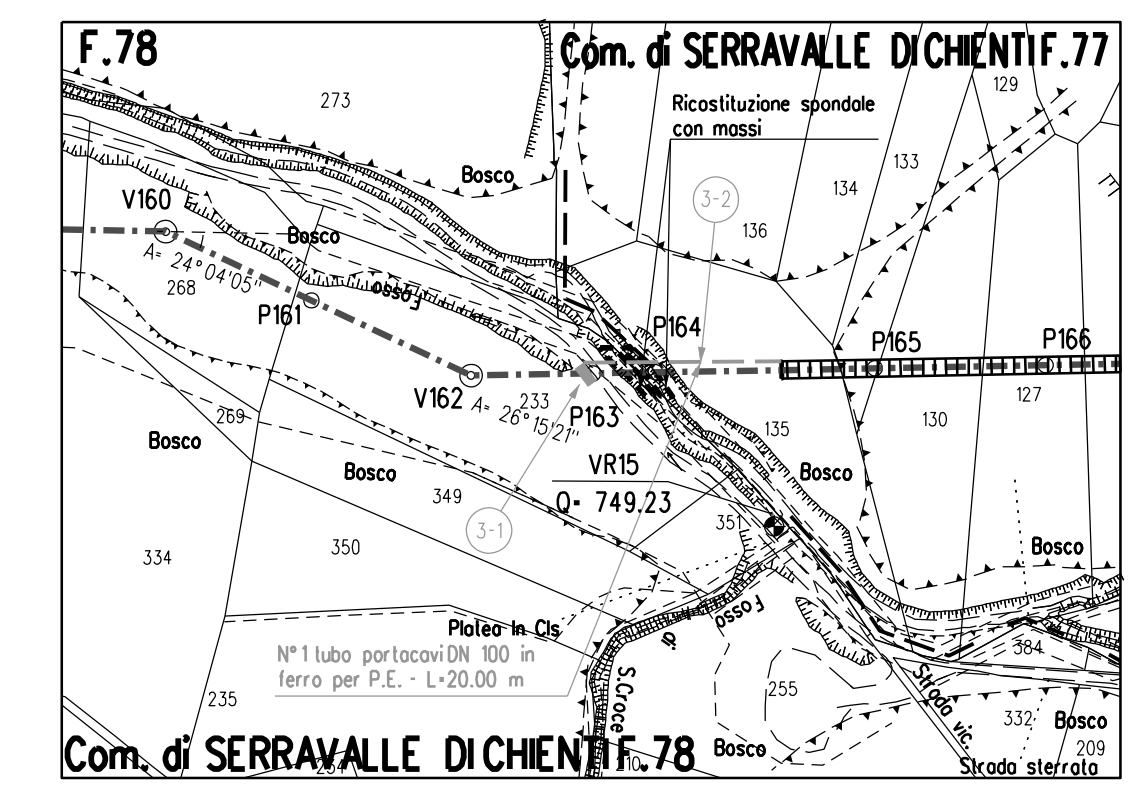 F.78
Com. di SERRAVALLE DI CHIENTI F.77
273
129
Ricostituzione spondale
con massi
133
Bosco
134
3-2
V160
136
Bosco
A= 24°04'05"
268
Fosso
P161
P164
P165
P166
V162
A= 26°15'21"
233
P163
127
269
135
130
Bosco
Bosco
VR15
Bosco
349
Q= 749.23
3-1
351
334
350
Bosco
Fosso
di
S.Croce
Platea in Cls
N°1 tubo portacavi DN 100 in
ferro per P.E. - L=20.00 m
384
235
255
Strada vic.
332
Bosco
Com. di SERRAVALLE DI CHIENTI F.78
Bosco
209
234
210
Strada sterrata